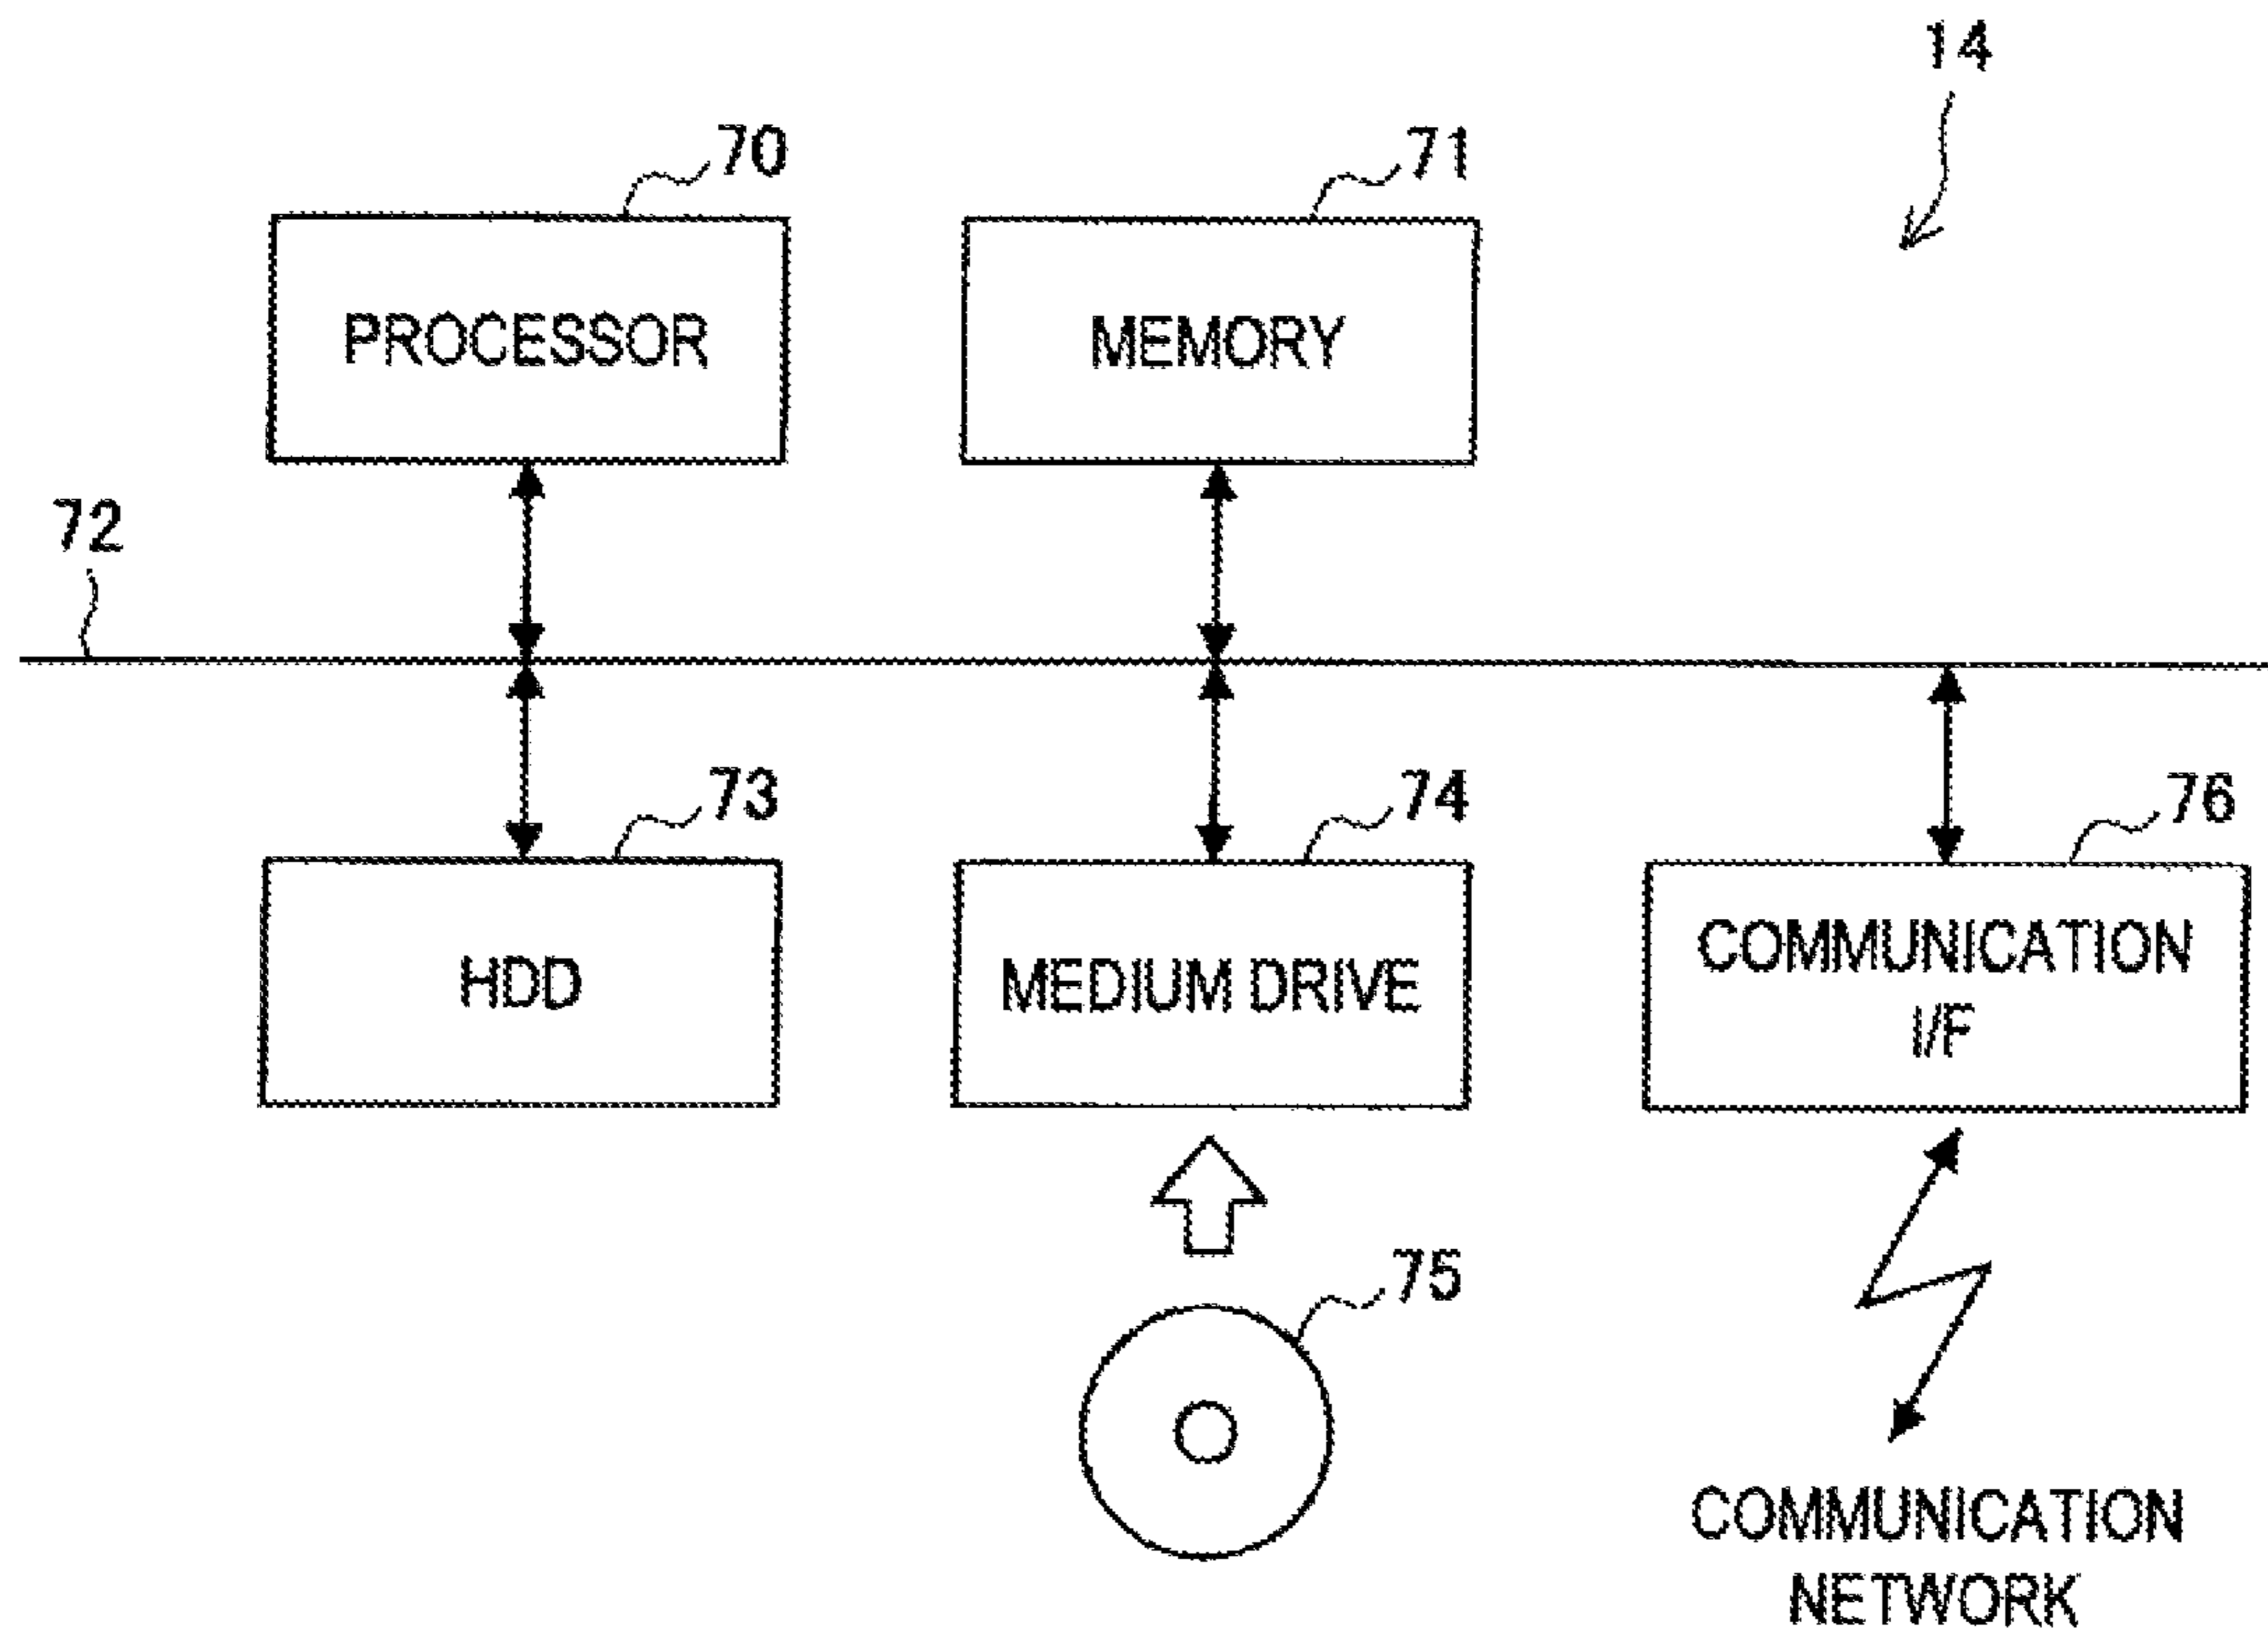 14
70
71
PROCESSOR
MEMORY
72
73
74
76
HDD
MEDIUM DRIVE
COMMUNICATION
I/F
75
COMMUNICATION
NETWORK